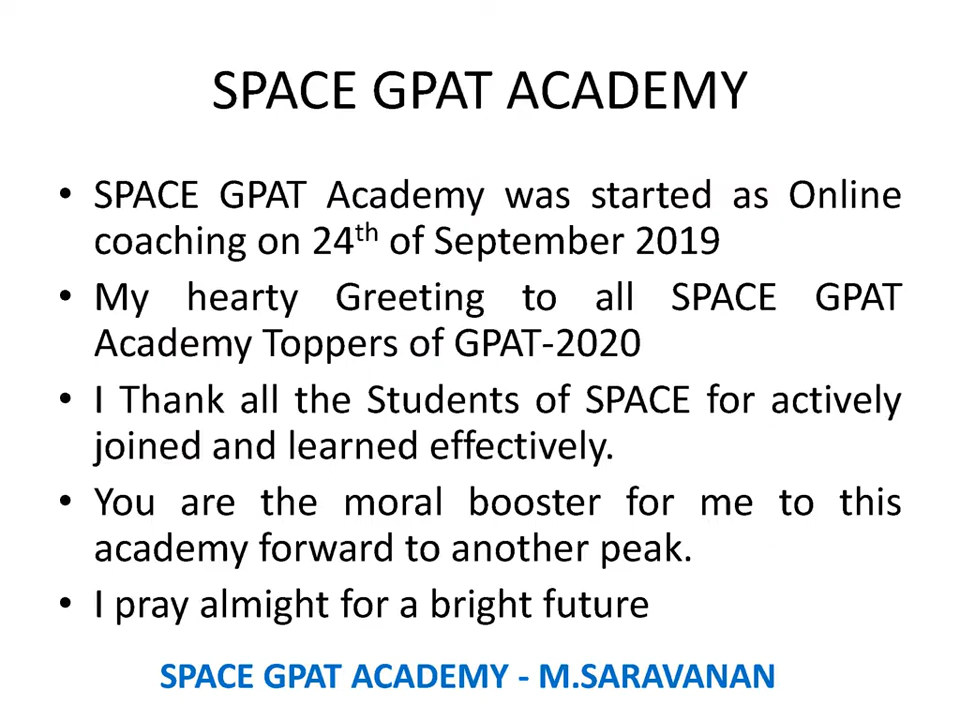 SPACE GPAT ACADEMY
• SPACE GPAT Academy was started as Online
coaching on 24th of September 2019
• My hearty Greeting to all SPACE GPAT
Academy Toppers of GPAT-2020
• I Thank all the Students of SPACE for actively
joined and learned effectively.
• You are the moral booster for me to this
academy forward to another peak.
• I pray almight for a bright future
SPACE GPAT ACADEMY - M.SARAVANAN